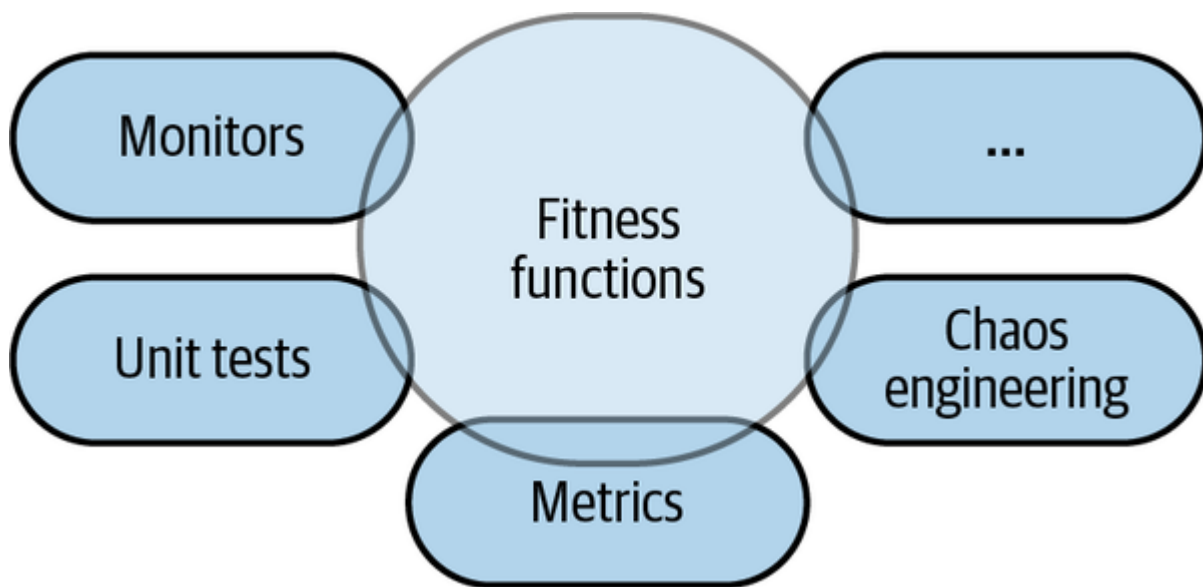 Monitors
...
Fitness
functions
Unit tests
Chaos
engineering
Metrics